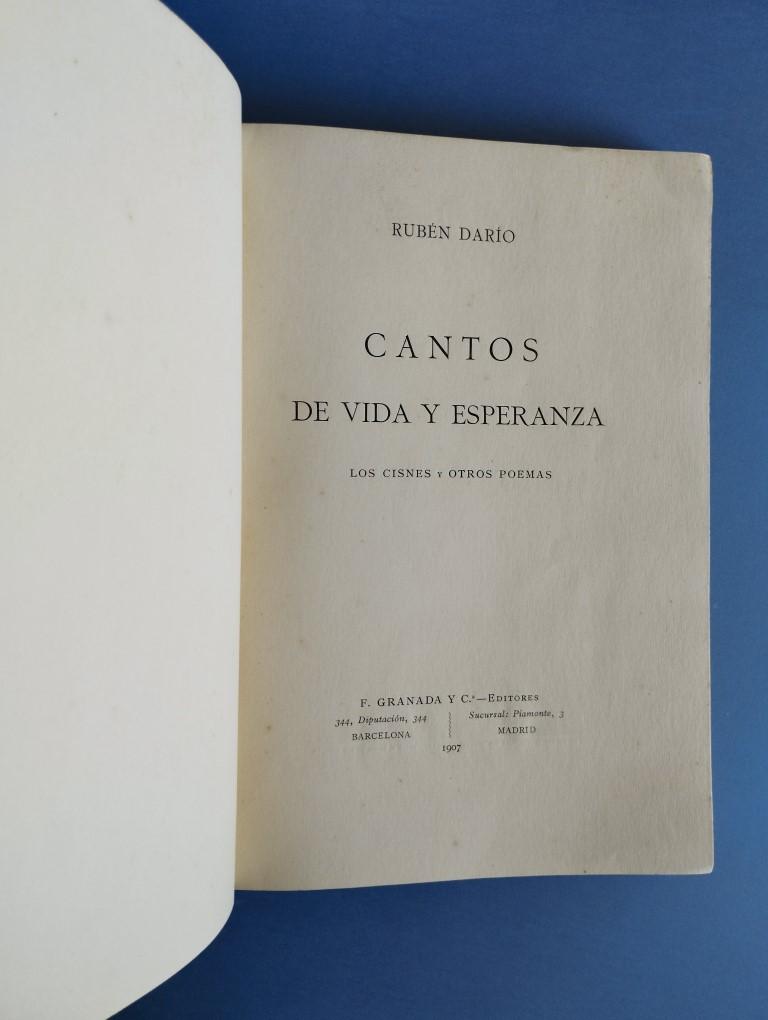 RUBÉN DARÍO
CANTOS
DE VIDA Y ESPERANZA
LOS CISNES Y OTROS POEMAS
F. GRANADA Y C.ª—EDITORES
344, Diputación, 344
BARCELONA
Sucursal: Piamonte, 3
MADRID
1907